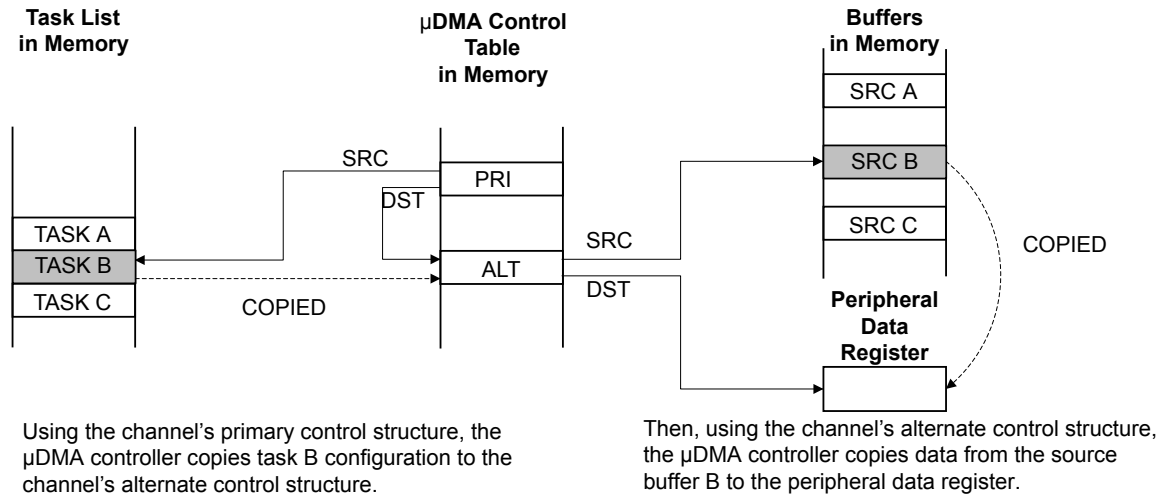 Task List
in Memory
µDMA Control
Table
in Memory
Buffers
in Memory
SRC A
SRC
PRI
SRC B
DST
TASK A
SRC C
SRC
COPIED
TASK B
ALT
DST
TASK C
COPIED
Peripheral
Data
Register
Using the channel's primary control structure, the
µDMA controller copies task B configuration to the
channel's alternate control structure.
Then, using the channel's alternate control structure,
the µDMA controller copies data from the source
buffer B to the peripheral data register.